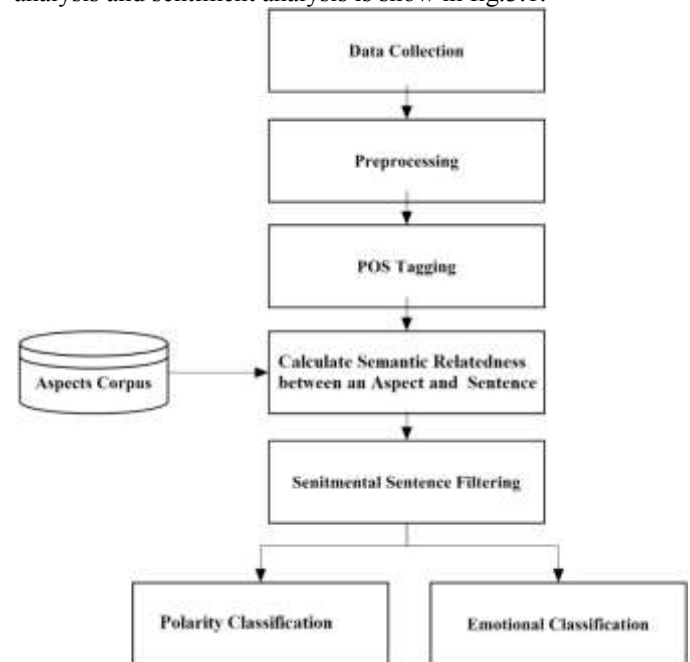 analysis and sentiment analysis is show in fig.3.1.
Data Collection
Preprocessing
POS Tagging
Aspects Corpus
Calculate Semantic Relatedness
between an Aspect and Sentence
Senitmental Sentence Filtering
Polarity Classification
Emotional Classification